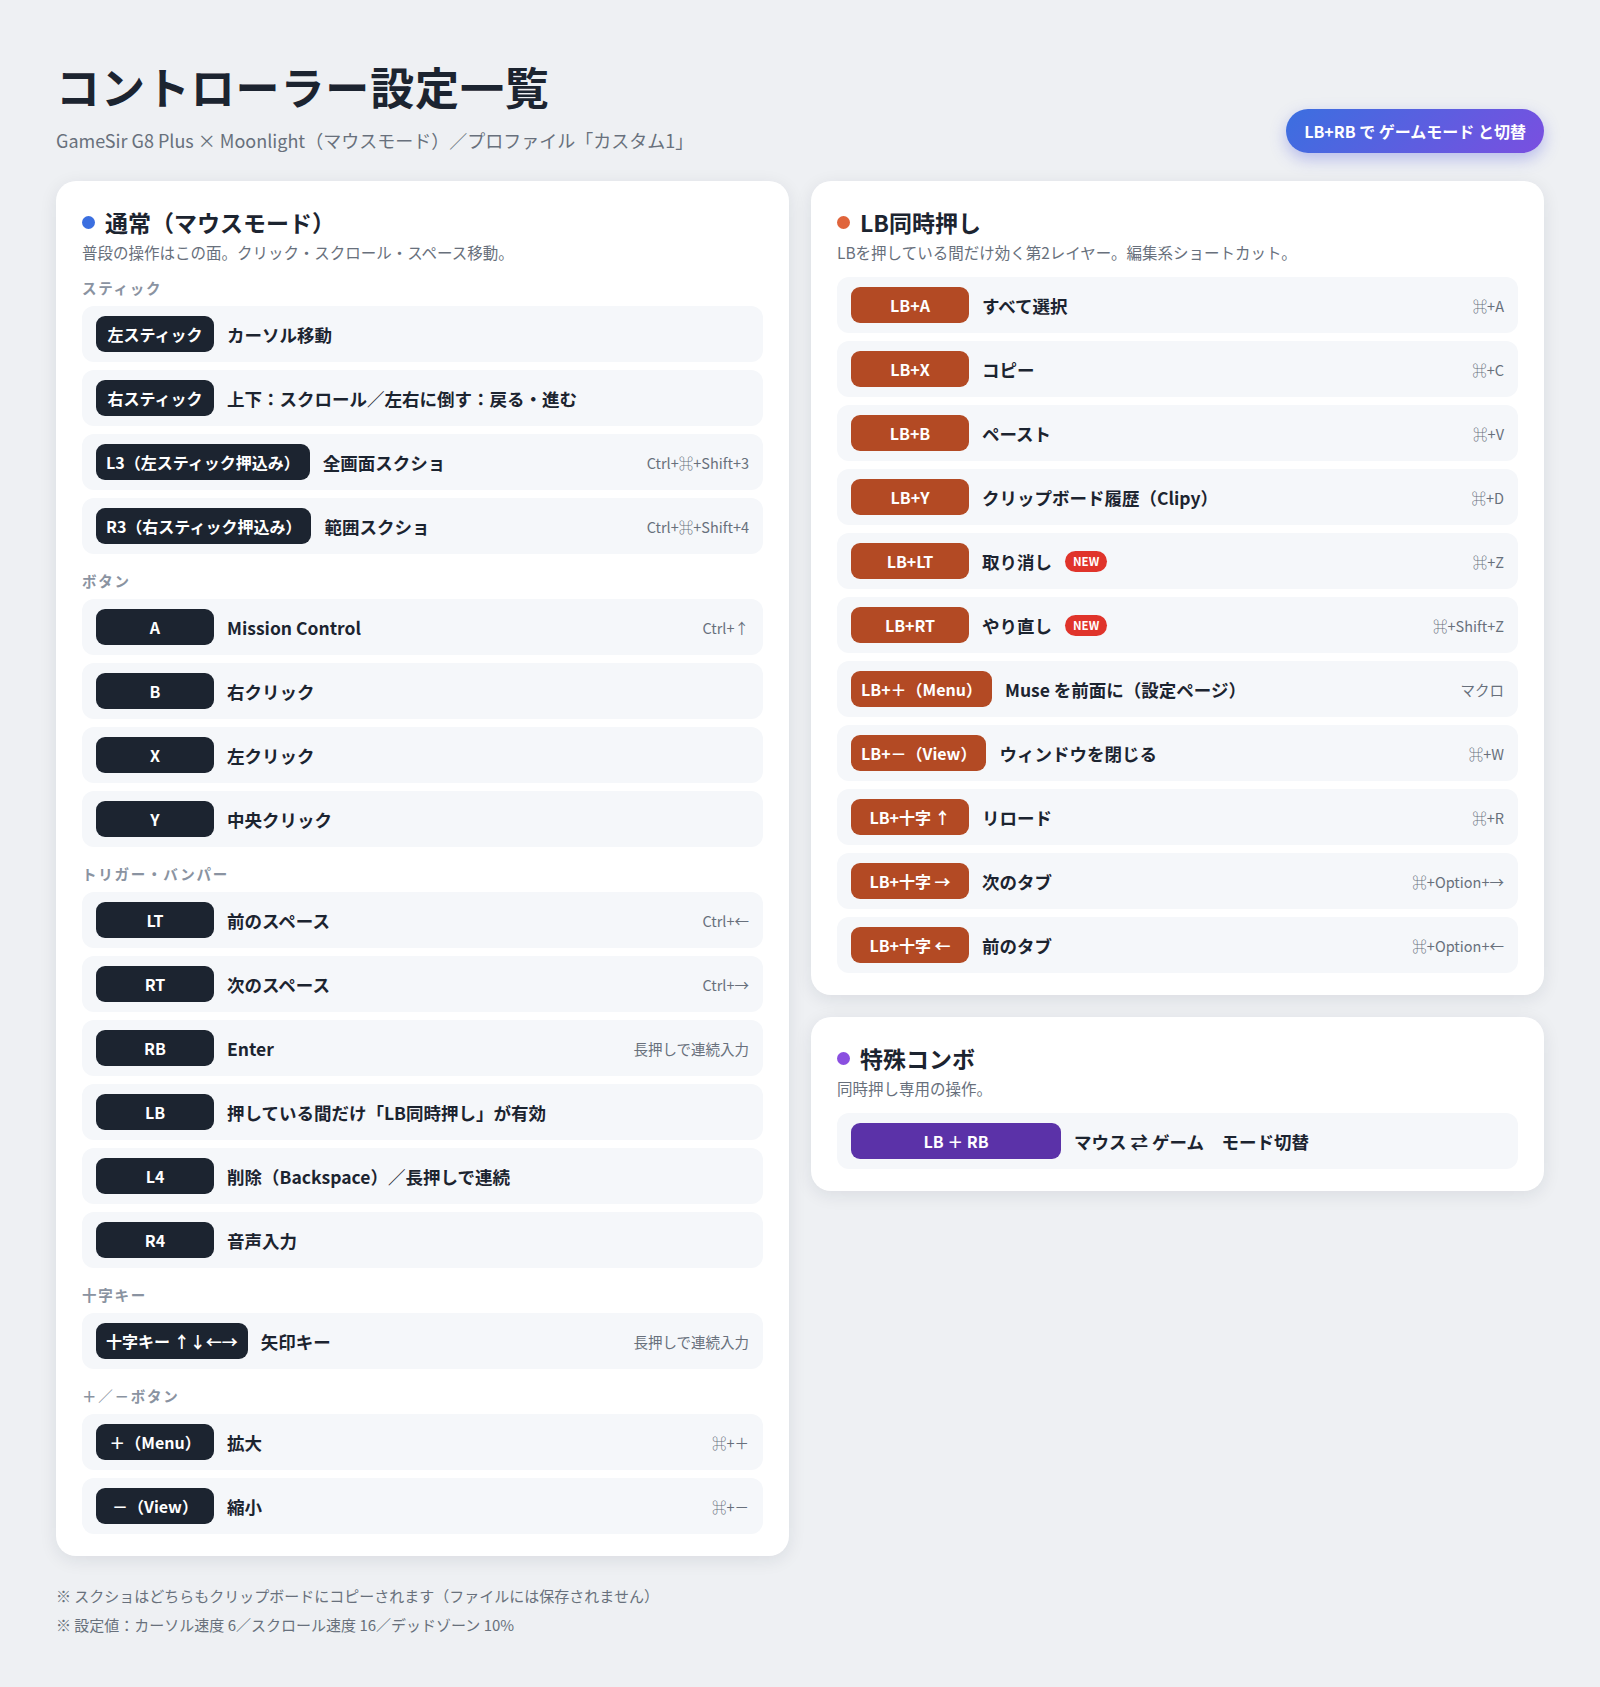 コントローラー設定一覧
GameSir G8 Plus × Moonlight（マウスモード）／プロファイル「カスタム1」
LB+RB で ゲームモード と切替
通常（マウスモード）
普段の操作はこの面。クリック・スクロール・スペース移動。
スティック
左スティック カーソル移動
右スティック 上下：スクロール／左右に倒す：戻る・進む
L3（左スティック押込み） 全画面スクショ Ctrl+⌘+Shift+3
R3（右スティック押込み） 範囲スクショ Ctrl+⌘+Shift+4
ボタン
A Mission Control Ctrl+↑
B 右クリック
X 左クリック
Y 中央クリック
トリガー・バンパー
LT 前のスペース Ctrl+←
RT 次のスペース Ctrl+→
RB Enter 長押しで連続入力
LB 押している間だけ「LB同時押し」が有効
L4 削除（Backspace）／長押しで連続
R4 音声入力
十字キー
十字キー ↑↓←→ 矢印キー 長押しで連続入力
＋／－ボタン
＋（Menu） 拡大 ⌘+＋
－（View） 縮小 ⌘+－
LB同時押し
LBを押している間だけ効く第2レイヤー。編集系ショートカット。
LB+A すべて選択 ⌘+A
LB+X コピー ⌘+C
LB+B ペースト ⌘+V
LB+Y クリップボード履歴（Clipy） ⌘+D
LB+LT 取り消し NEW ⌘+Z
LB+RT やり直し NEW ⌘+Shift+Z
LB+＋（Menu） Muse を前面に（設定ページ） マクロ
LB+－（View） ウィンドウを閉じる ⌘+W
LB+十字 ↑ リロード ⌘+R
LB+十字 → 次のタブ ⌘+Option+→
LB+十字 ← 前のタブ ⌘+Option+←
特殊コンボ
同時押し専用の操作。
LB ＋ RB マウス ⇄ ゲーム　モード切替
※ スクショはどちらもクリップボードにコピーされます（ファイルには保存されません）
※ 設定値：カーソル速度 6／スクロール速度 16／デッドゾーン 10%